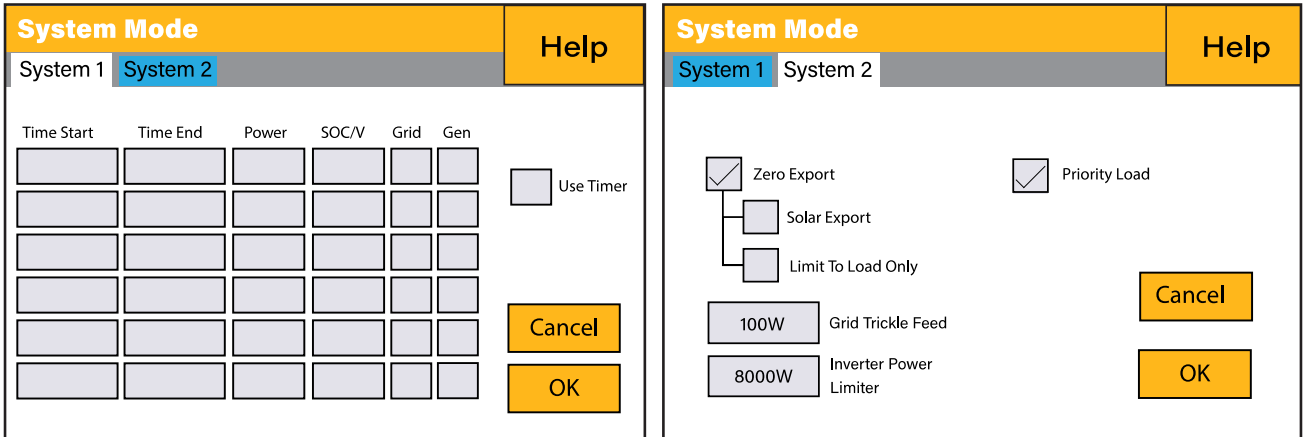 System Mode
Help
System 1 System 2
Time Start Time End Power SOC/V Grid Gen
Use Timer
Cancel
OK
System Mode
Help
System 1 System 2
Zero Export
Priority Load
Solar Export
Limit To Load Only
Cancel
100W Grid Trickle Feed
8000W Inverter Power
Limiter
OK